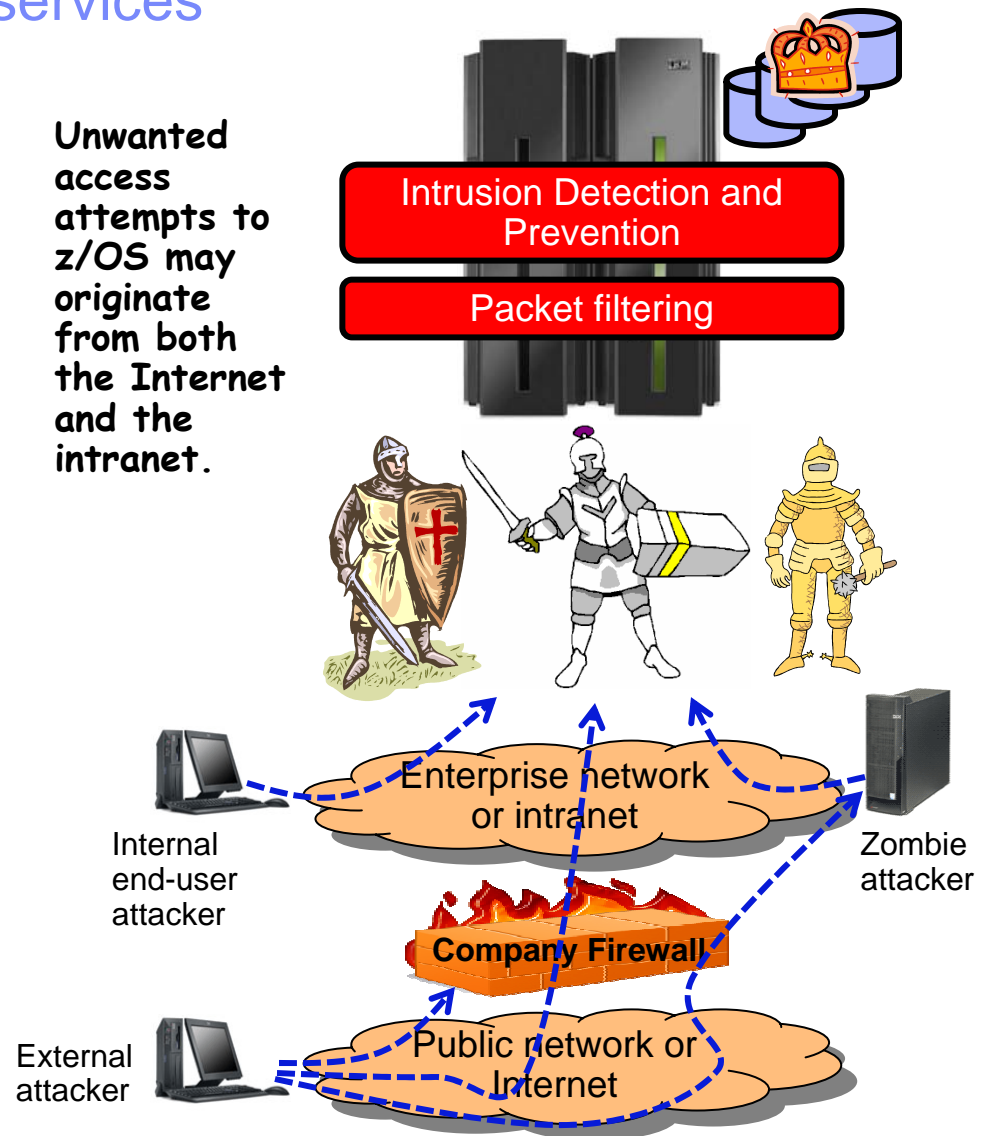 services
Unwanted
access
attempts to
z/OS may
originate
from both
the Internet
and the
intranet.
Intrusion Detection and
Prevention
Packet filtering
Enterprise network
or intranet
Internal
end-user
attacker
Zombie
attacker
Company Firewall
External
attacker
Public network or
Internet